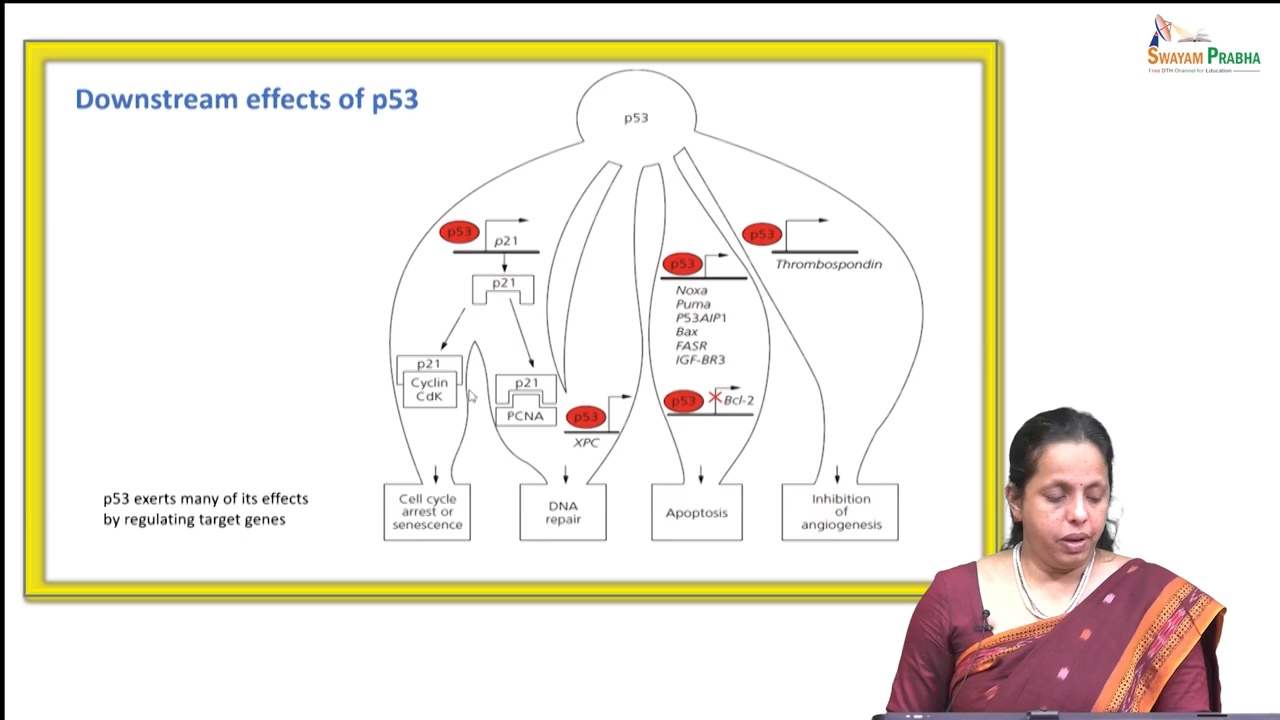 SWAYAM PRABHA
Free DTH Channel for Education
Downstream effects of p53
p53
p53
p21
p21
p21
Cyclin
CdK
p21
PCNA
p53
XPC
p53
Noxa
Puma
P53AIP1
Bax
FASR
IGF-BR3
p53
Bcl-2
p53
Thrombospondin
Cell cycle
arrest or
senescence
DNA
repair
Apoptosis
Inhibition
of
angiogenesis
p53 exerts many of its effects
by regulating target genes